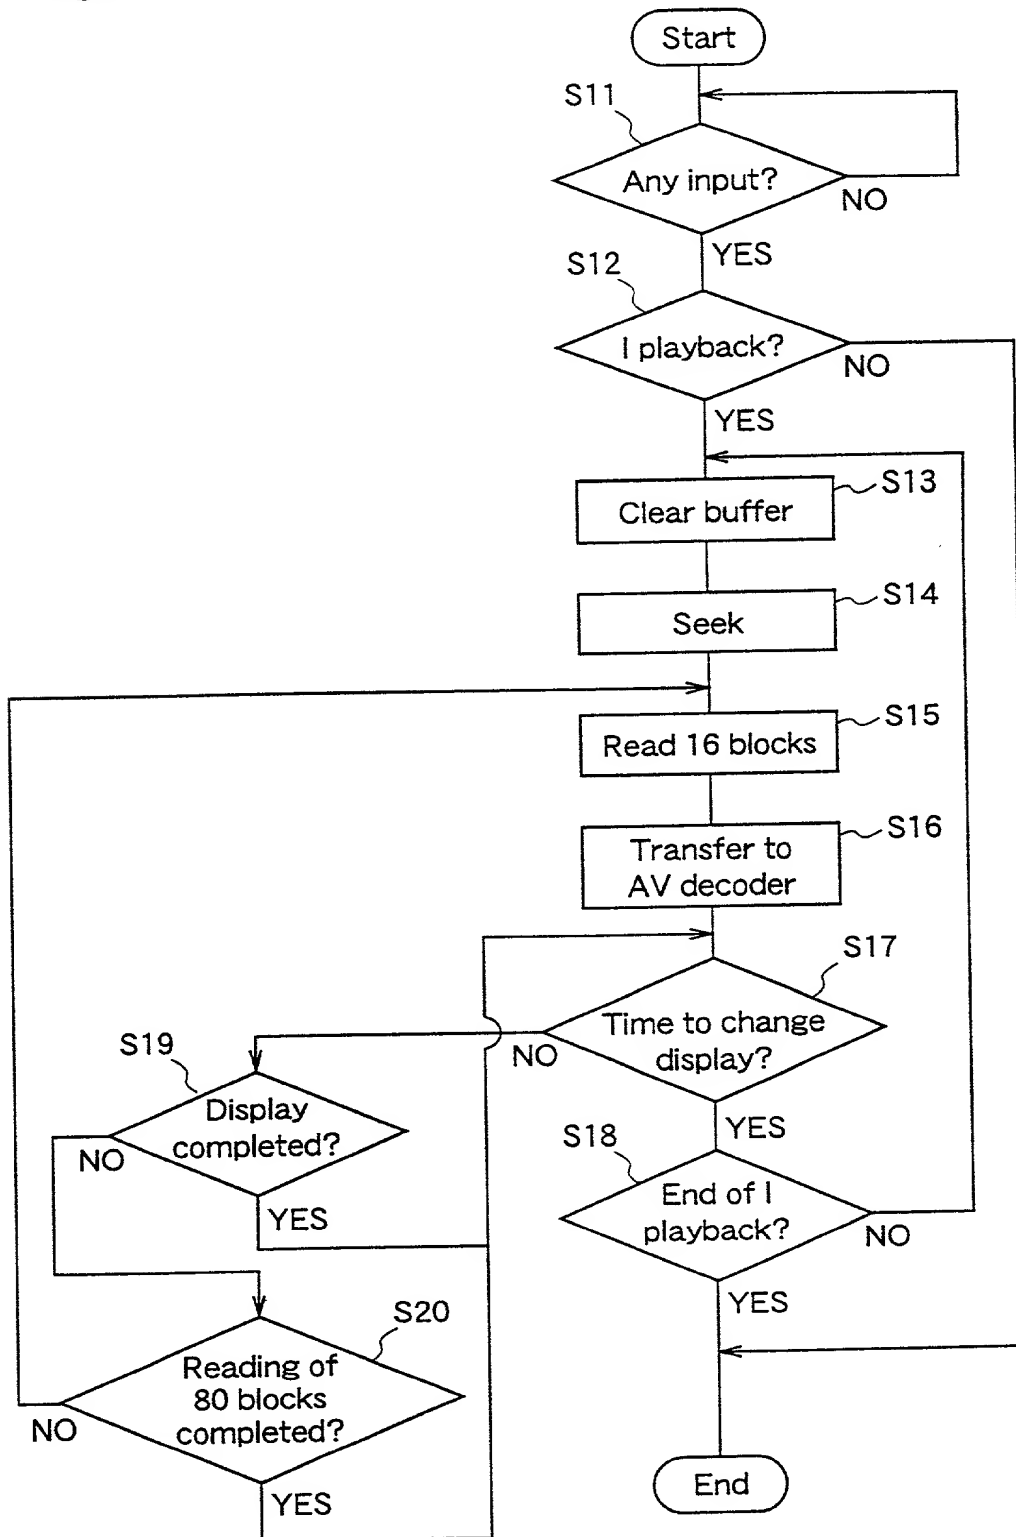 Start
S11
Any input?
NO
YES
S12
I playback?
NO
YES
S13
Clear buffer
S14
Seek
S15
Read 16 blocks
S16
Transfer to
AV decoder
S17
Time to change
display?
NO
YES
S19
Display
completed?
NO
YES
S18
End of I
playback?
NO
YES
S20
Reading of
80 blocks
completed?
NO
YES
End